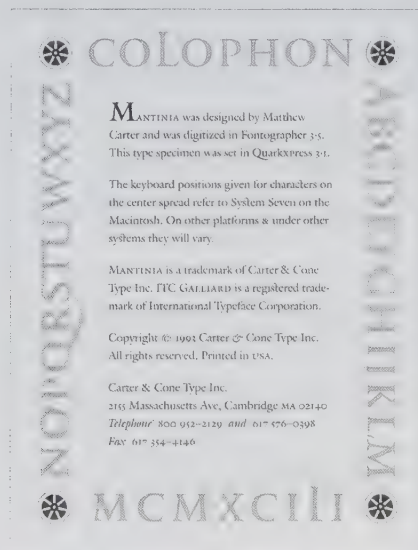 COLOPHON
MANTINIA was designed by Matthew
Carter and was digitized in Fontographer 3.5.
This type specimen was set in QuarkXPress 3.1.
The keyboard positions given for characters on
the center spread refer to System Seven on the
Macintosh. On other platforms & under other
systems they will vary.
MANTINIA is a trademark of Carter & Cone
Type Inc. ITC GALLIARD is a registered trade-
mark of International Typeface Corporation.
Copyright © 1993 Carter & Cone Type Inc.
All rights reserved. Printed in USA.
Carter & Cone Type Inc.
2155 Massachusetts Ave, Cambridge MA 02140
Telephone 800 952-2129 and 617 576-0398
Fax 617 354-4146
ABCDEFGHIJKLM
NOPQRSTUVWXYZ
MCMXCIII